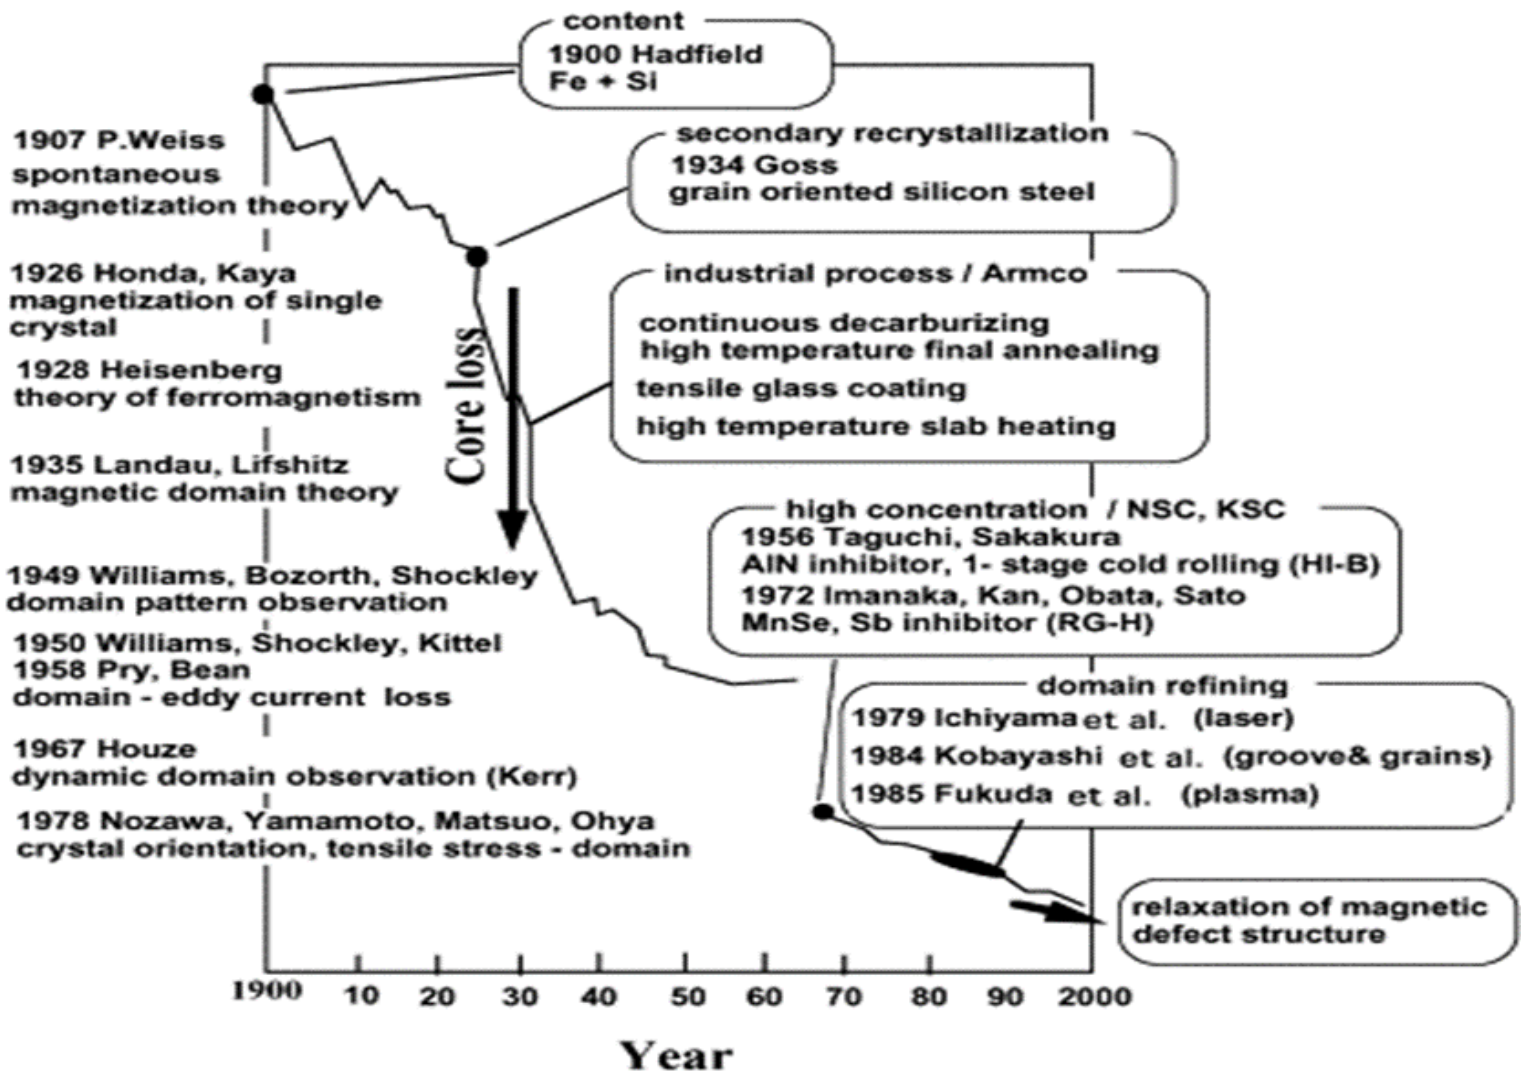 content
1900 Hadfield
Fe + Si
secondary recrystallization
1934 Goss
grain oriented silicon steel
industrial process / Armco
continuous decarburizing
high temperature final annealing
tensile glass coating
high temperature slab heating
high concentration / NSC, KSC
1956 Taguchi, Sakakura
AlN inhibitor, 1- stage cold rolling (HI-B)
1972 Imanaka, Kan, Obata, Sato
MnSe, Sb inhibitor (RG-H)
domain refining
1979 Ichiyama et al. (laser)
1984 Kobayashi et al. (groove& grains)
1985 Fukuda et al. (plasma)
relaxation of magnetic
defect structure
1907 P.Weiss
spontaneous
magnetization theory
1926 Honda, Kaya
magnetization of single
crystal
1928 Heisenberg
theory of ferromagnetism
1935 Landau, Lifshitz
magnetic domain theory
1949 Williams, Bozorth, Shockley
domain pattern observation
1950 Williams, Shockley, Kittel
1958 Pry, Bean
domain - eddy current loss
1967 Houze
dynamic domain observation (Kerr)
1978 Nozawa, Yamamoto, Matsuo, Ohya
crystal orientation, tensile stress - domain
Core loss
1900 10 20 30 40 50 60 70 80 90 2000
Year